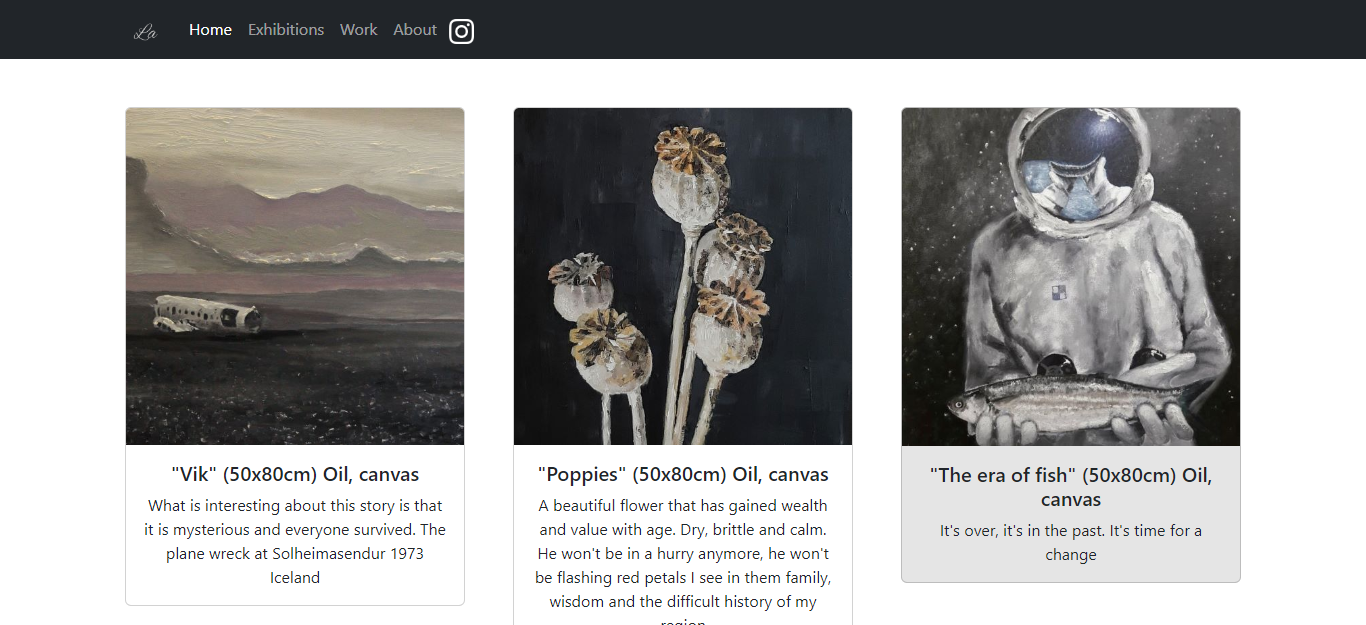 La
Home Exhibitions Work About
"Vik" (50x80cm) Oil, canvas
What is interesting about this story is that
it is mysterious and everyone survived. The
plane wreck at Solheimasendur 1973
Iceland
"Poppies" (50x80cm) Oil, canvas
A beautiful flower that has gained wealth
and value with age. Dry, brittle and calm.
He won't be in a hurry anymore, he won't
be flashing red petals I see in them family,
wisdom and the difficult history of my
region
"The era of fish" (50x80cm) Oil,
canvas
It's over, it's in the past. It's time for a
change